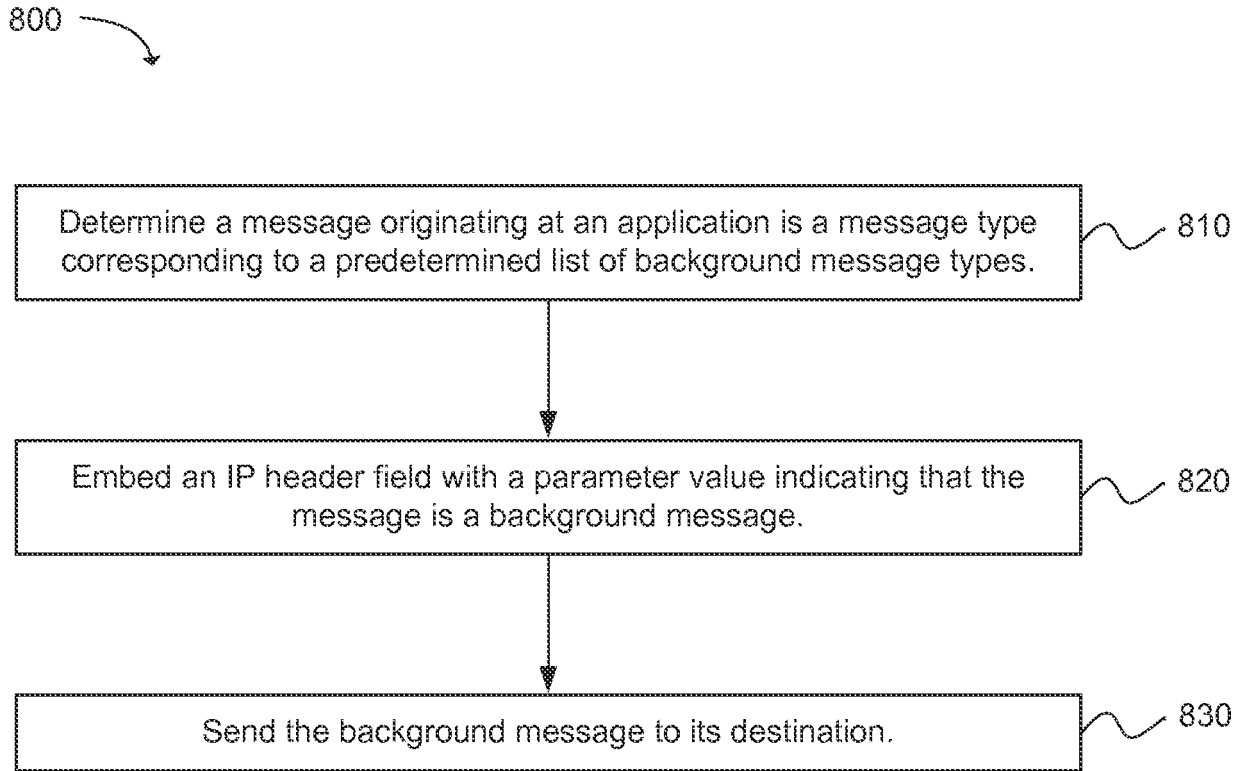 800
Determine a message originating at an application is a message type
corresponding to a predetermined list of background message types.
810
Embed an IP header field with a parameter value indicating that the
message is a background message.
820
Send the background message to its destination.
830